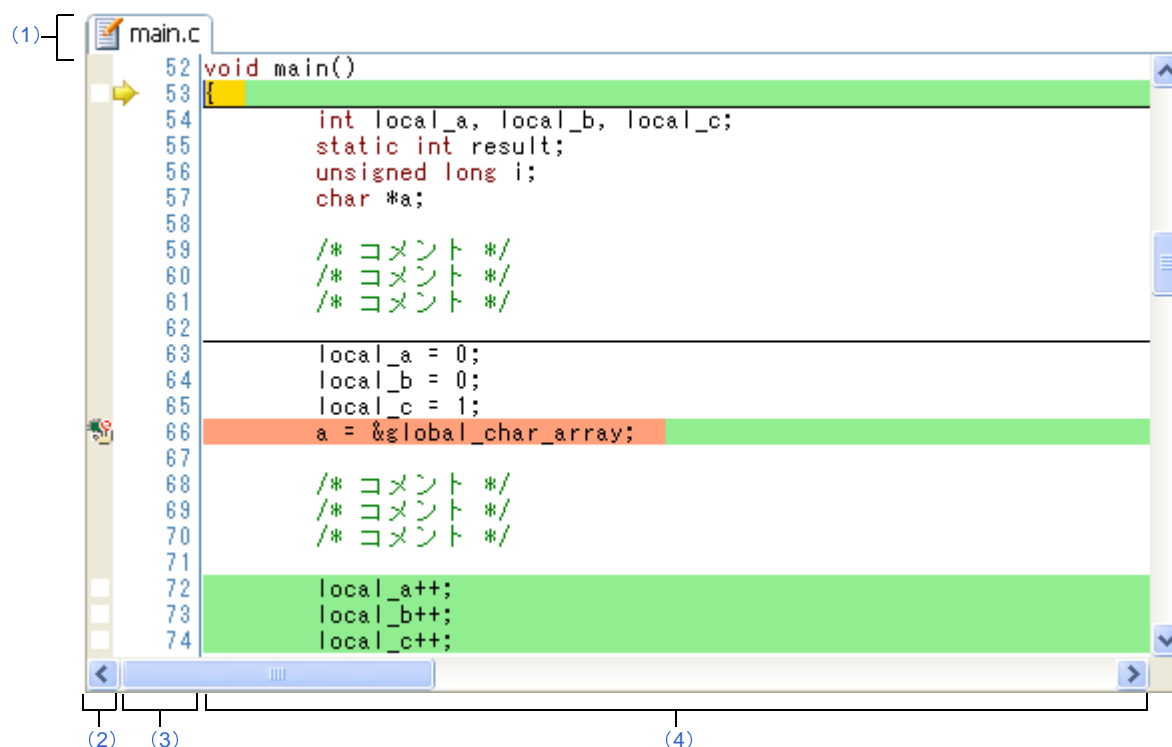 (1)
main.c
52 void main()
53 {
54 int local_a, local_b, local_c;
55 static int result;
56 unsigned long i;
57 char *a;
58
59 /* コメント */
60 /* コメント */
61 /* コメント */
62
63 local_a = 0;
64 local_b = 0;
65 local_c = 1;
66 a = &global_char_array;
67
68 /* コメント */
69 /* コメント */
70 /* コメント */
71
72 local_a++;
73 local_b++;
74 local_c++;
(2) (3) (4)